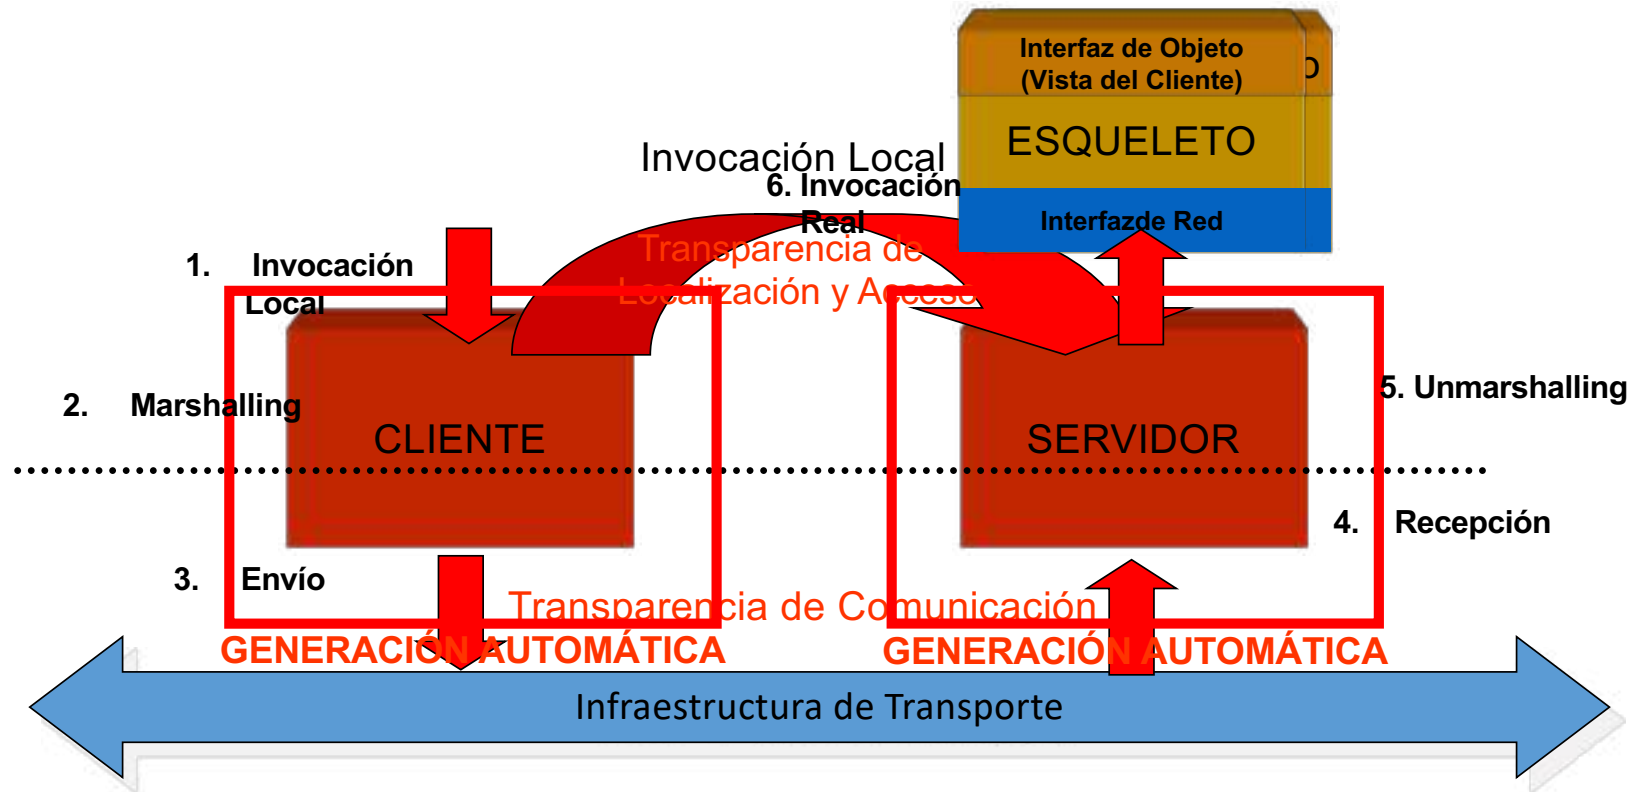 Interfaz de Objeto
(Vista del Cliente)
ESQUELETO
Interfazde Red
Invocación Local
6. Invocación
Real
Transparencia de
Localización y Acceso
1. Invocación
Local
2. Marshalling
CLIENTE
SERVIDOR
5. Unmarshalling
4. Recepción
3. Envío
Transparencia de Comunicación
GENERACIÓN AUTOMÁTICA
GENERACIÓN AUTOMÁTICA
Infraestructura de Transporte